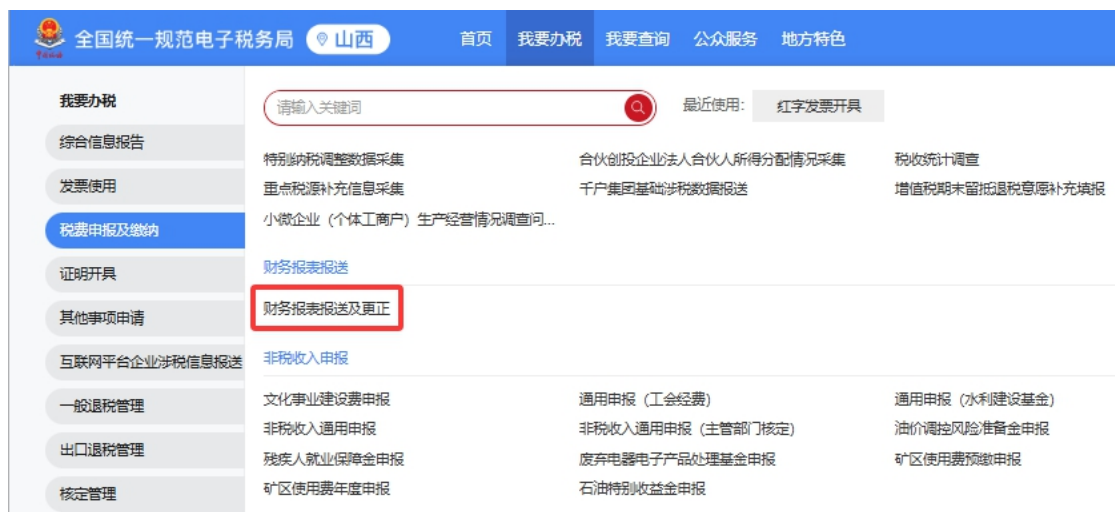 全国统一规范电子税务局 山西 首页 我要办税 我要查询 公众服务 地方特色
我要办税
综合信息报告
发票使用
税费申报及缴纳
证明开具
其他事项申请
互联网平台企业涉税信息报送
一般退税管理
出口退税管理
核定管理
请输入关键词 最近使用: 红字发票开具
特别纳税调整数据采集 合伙创投企业法人合伙人所得分配情况采集 税收统计调查
重点税源补充信息采集 千户集团基础涉税数据报送 增值税期末留抵退税意愿补充填报
小微企业（个体工商户）生产经营情况调查问...
财务报表报送
财务报表报送及更正
非税收入申报
文化事业建设费申报 通用申报（工会经费） 通用申报（水利建设基金）
非税收入通用申报 非税收入通用申报（主管部门核定） 油价调控风险准备金申报
残疾人就业保障金申报 废弃电器电子产品处理基金申报 矿区使用费预缴申报
矿区使用费年度申报 石油特别收益金申报